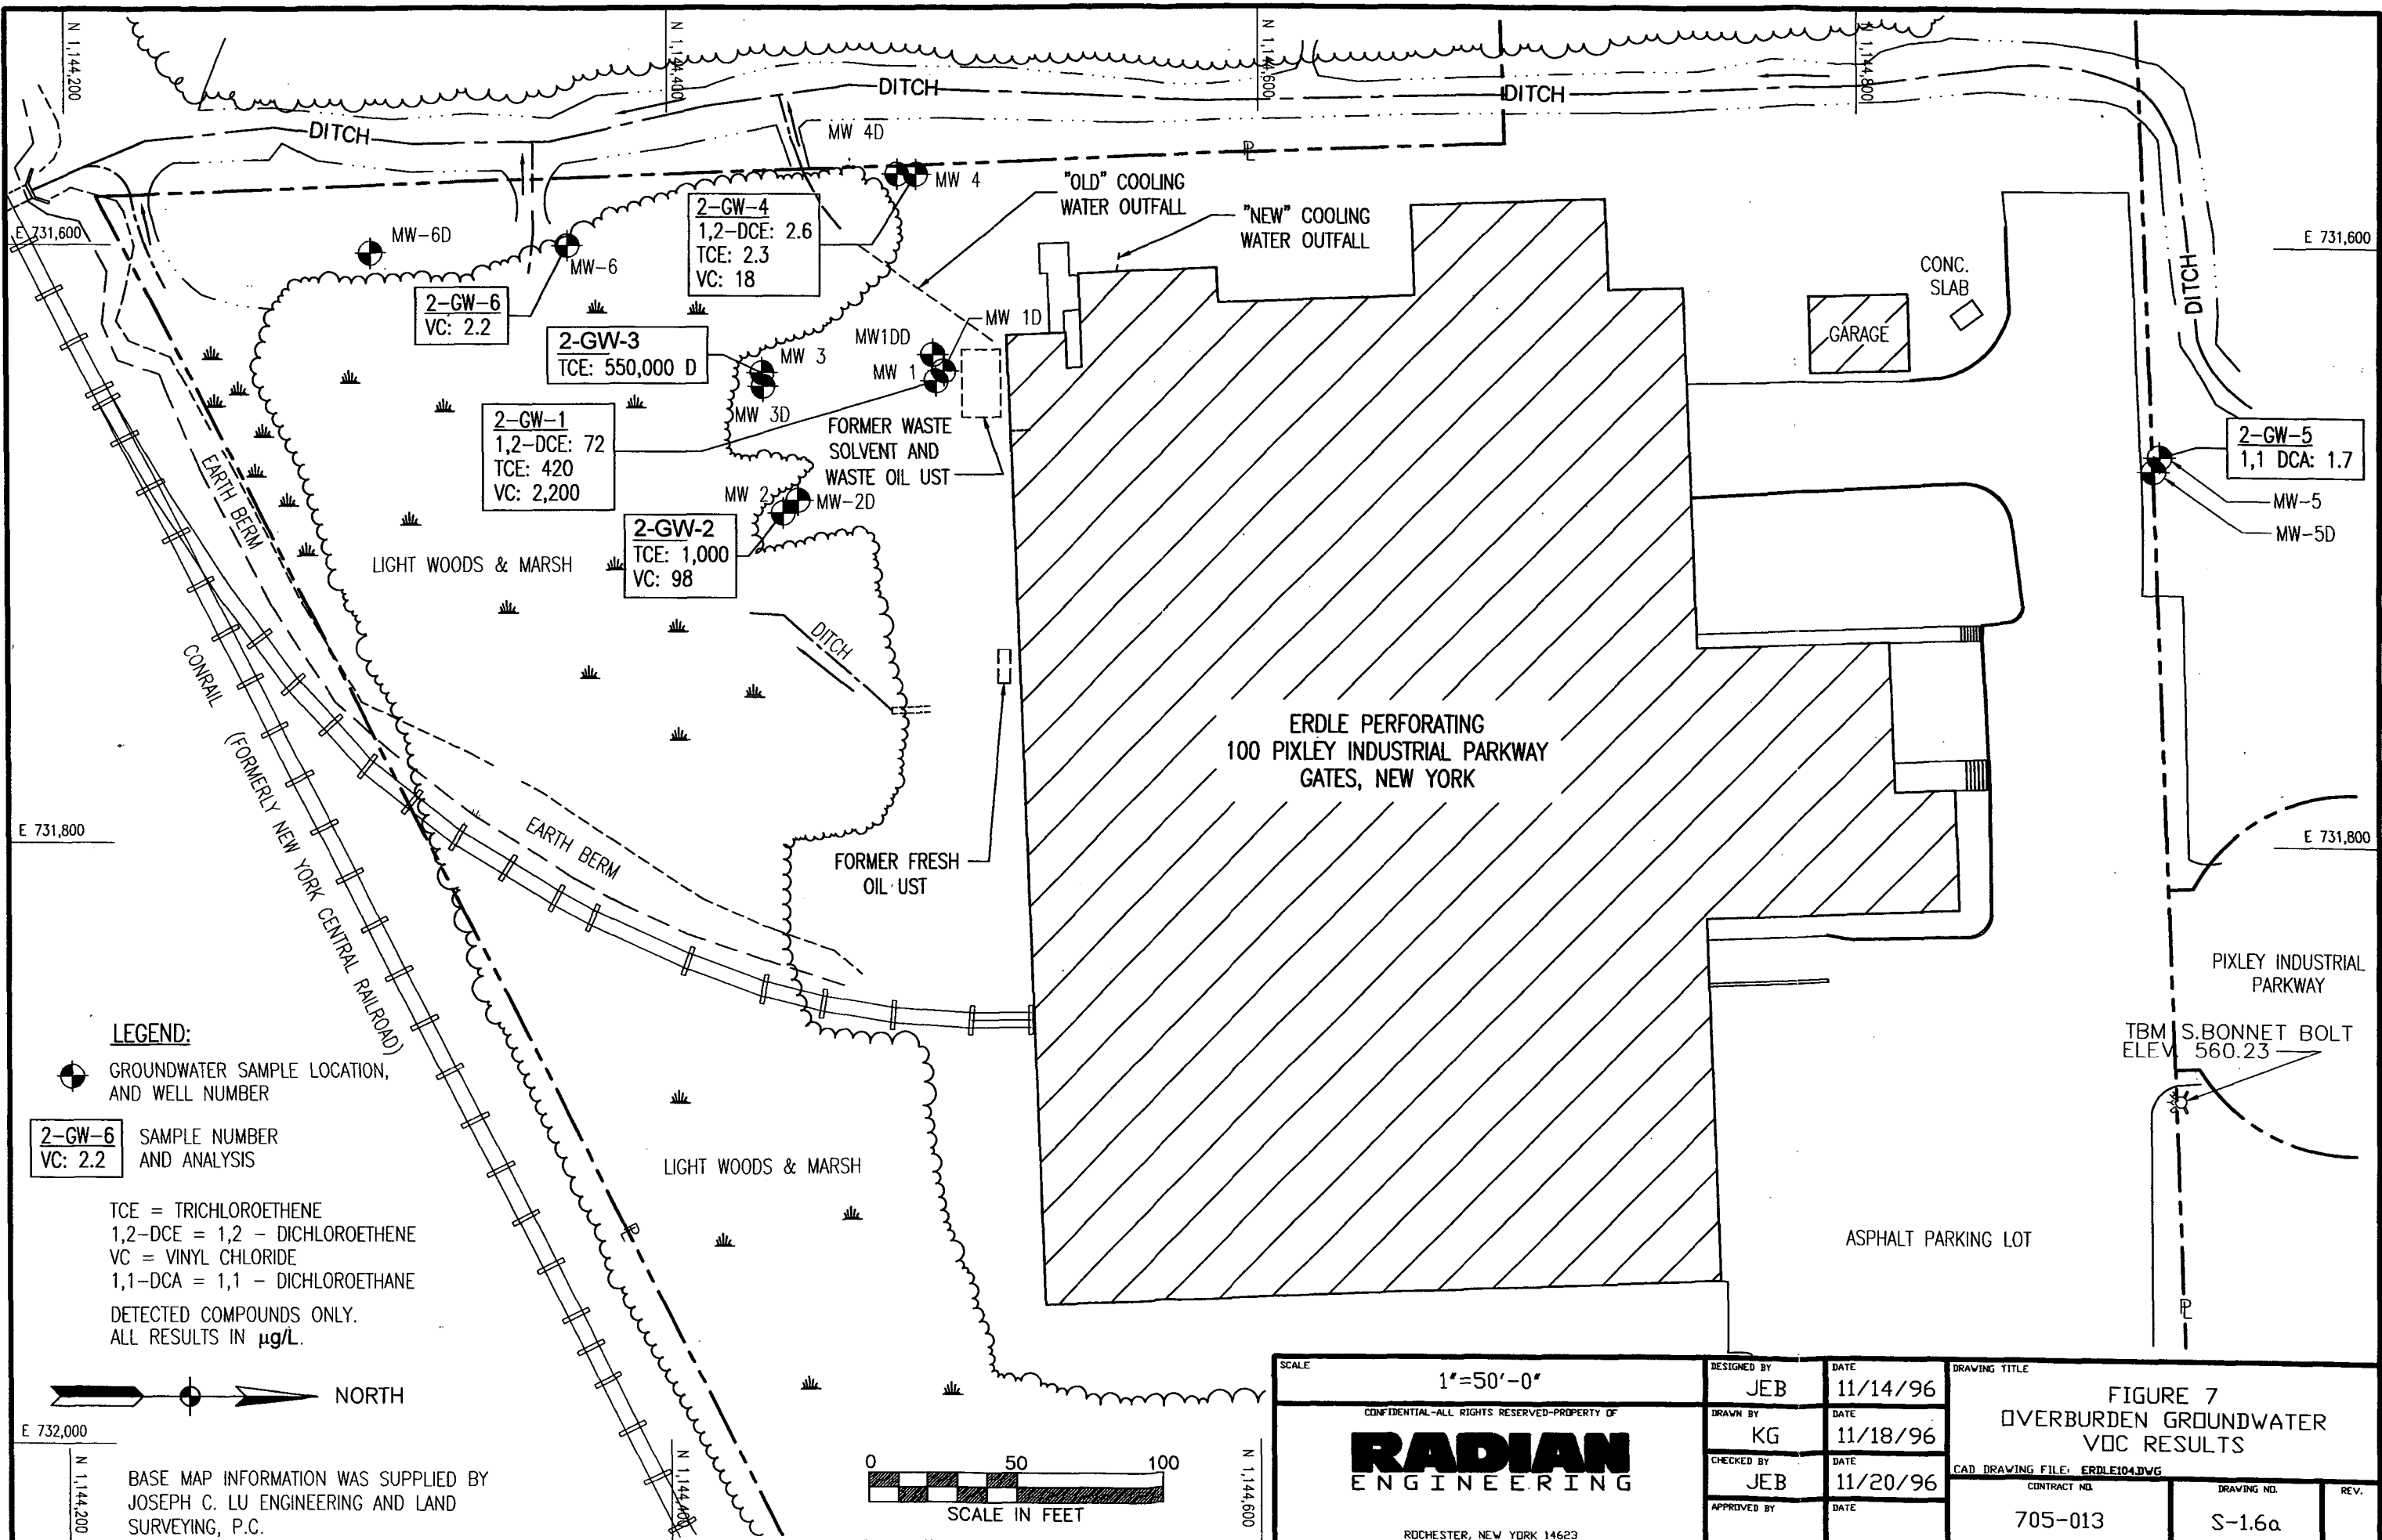 N 1,144,200
N 1,144,400
N 1,144,600
N 1,144,800
DITCH
DITCH
DITCH
MW 4D
MW 4
P L
"OLD" COOLING
WATER OUTFALL
"NEW" COOLING
WATER OUTFALL
E 731,600
E 731,600
MW-6D
MW-6
2-GW-4
1,2-DCE: 2.6
TCE: 2.3
VC: 18
2-GW-6
VC: 2.2
2-GW-3
TCE: 550,000 D
MW 3
MW 3D
MW1DD
MW 1D
MW 1
CONC.
SLAB
GARAGE
DITCH
2-GW-1
1,2-DCE: 72
TCE: 420
VC: 2,200
FORMER WASTE
SOLVENT AND
WASTE OIL UST
2-GW-5
1,1 DCA: 1.7
MW-5
MW-5D
MW 2
MW-2D
2-GW-2
TCE: 1,000
VC: 98
EARTH BERM
LIGHT WOODS & MARSH
DITCH
CONRAIL
(FORMERLY NEW YORK CENTRAL RAILROAD)
ERDLE PERFORATING
100 PIXLEY INDUSTRIAL PARKWAY
GATES, NEW YORK
E 731,800
E 731,800
EARTH BERM
FORMER FRESH
OIL UST
PIXLEY INDUSTRIAL
PARKWAY
TBM S.BONNET BOLT
ELEV. 560.23
LEGEND:
GROUNDWATER SAMPLE LOCATION,
AND WELL NUMBER
2-GW-6
VC: 2.2
SAMPLE NUMBER
AND ANALYSIS
TCE = TRICHLOROETHENE
1,2-DCE = 1,2 - DICHLOROETHENE
VC = VINYL CHLORIDE
1,1-DCA = 1,1 - DICHLOROETHANE
DETECTED COMPOUNDS ONLY.
ALL RESULTS IN µg/L.
LIGHT WOODS & MARSH
P L
ASPHALT PARKING LOT
P L
NORTH
E 732,000
N 1,144,200
N 1,144,400
N 1,144,600
BASE MAP INFORMATION WAS SUPPLIED BY
JOSEPH C. LU ENGINEERING AND LAND
SURVEYING, P.C.
0 50 100
SCALE IN FEET
SCALE
1"=50'-0"
CONFIDENTIAL-ALL RIGHTS RESERVED-PROPERTY OF
RADIAN
ENGINEERING
ROCHESTER, NEW YORK 14623
DESIGNED BY
JEB
DATE
11/14/96
DRAWN BY
KG
DATE
11/18/96
CHECKED BY
JEB
DATE
11/20/96
APPROVED BY
DATE
DRAWING TITLE
FIGURE 7
OVERBURDEN GROUNDWATER
VOC RESULTS
CAD DRAWING FILE: ERDLE104.DWG
CONTRACT NO.
705-013
DRAWING NO.
S-1.6a
REV.